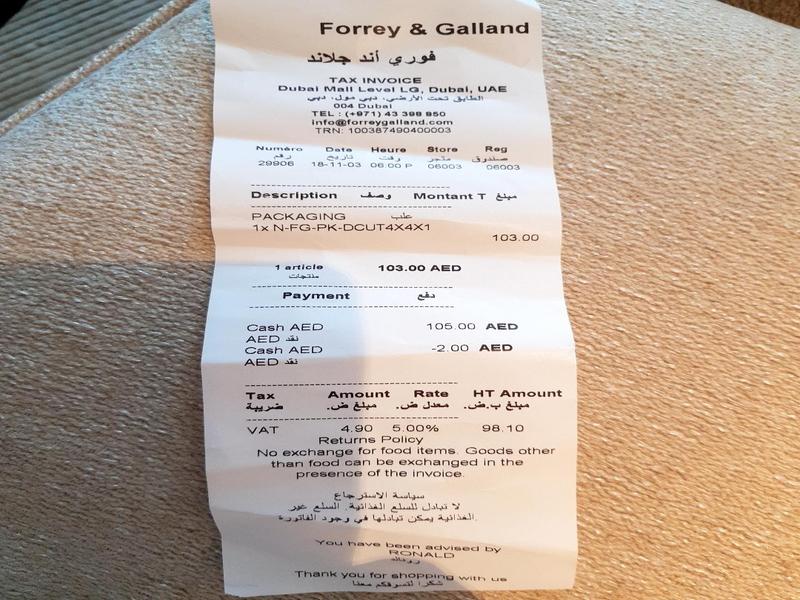 Forrey & Galland
فوري أند جلاند
TAX INVOICE
Dubai Mall Level LG, Dubai, UAE
الطابق تحت الأرضي، دبي مول، دبي
004 Dubai
TEL : (+971) 43 398 850
info@forreygalland.com
TRN: 100387490400003
Numéro Date Heure Store Reg
رقم تاريخ وقت متجر صندوق
29906 18-11-03 06:00 P 06003 06003
Description وصف Montant T مبلغ
PACKAGING علب
1x N-FG-PK-DCUT4X4X1
103.00
1 article 103.00 AED
منتجات
Payment دفع
Cash AED 105.00 AED
AED نقد
Cash AED -2.00 AED
AED نقد
Tax Amount Rate HT Amount
ضريبة مبلغ ض. معدل ض. مبلغ ب.ض.
VAT 4.90 5.00% 98.10
Returns Policy
No exchange for food items. Goods other
than food can be exchanged in the
presence of the invoice.
سياسة الاسترجاع
لا تبادل للسلع الغذائية. السلع غير
الغذائية يمكن تبادلها في وجود الفاتورة.
You have been advised by
RONALD
رونالد
Thank you for shopping with us
شكرا لتسوقكم معنا